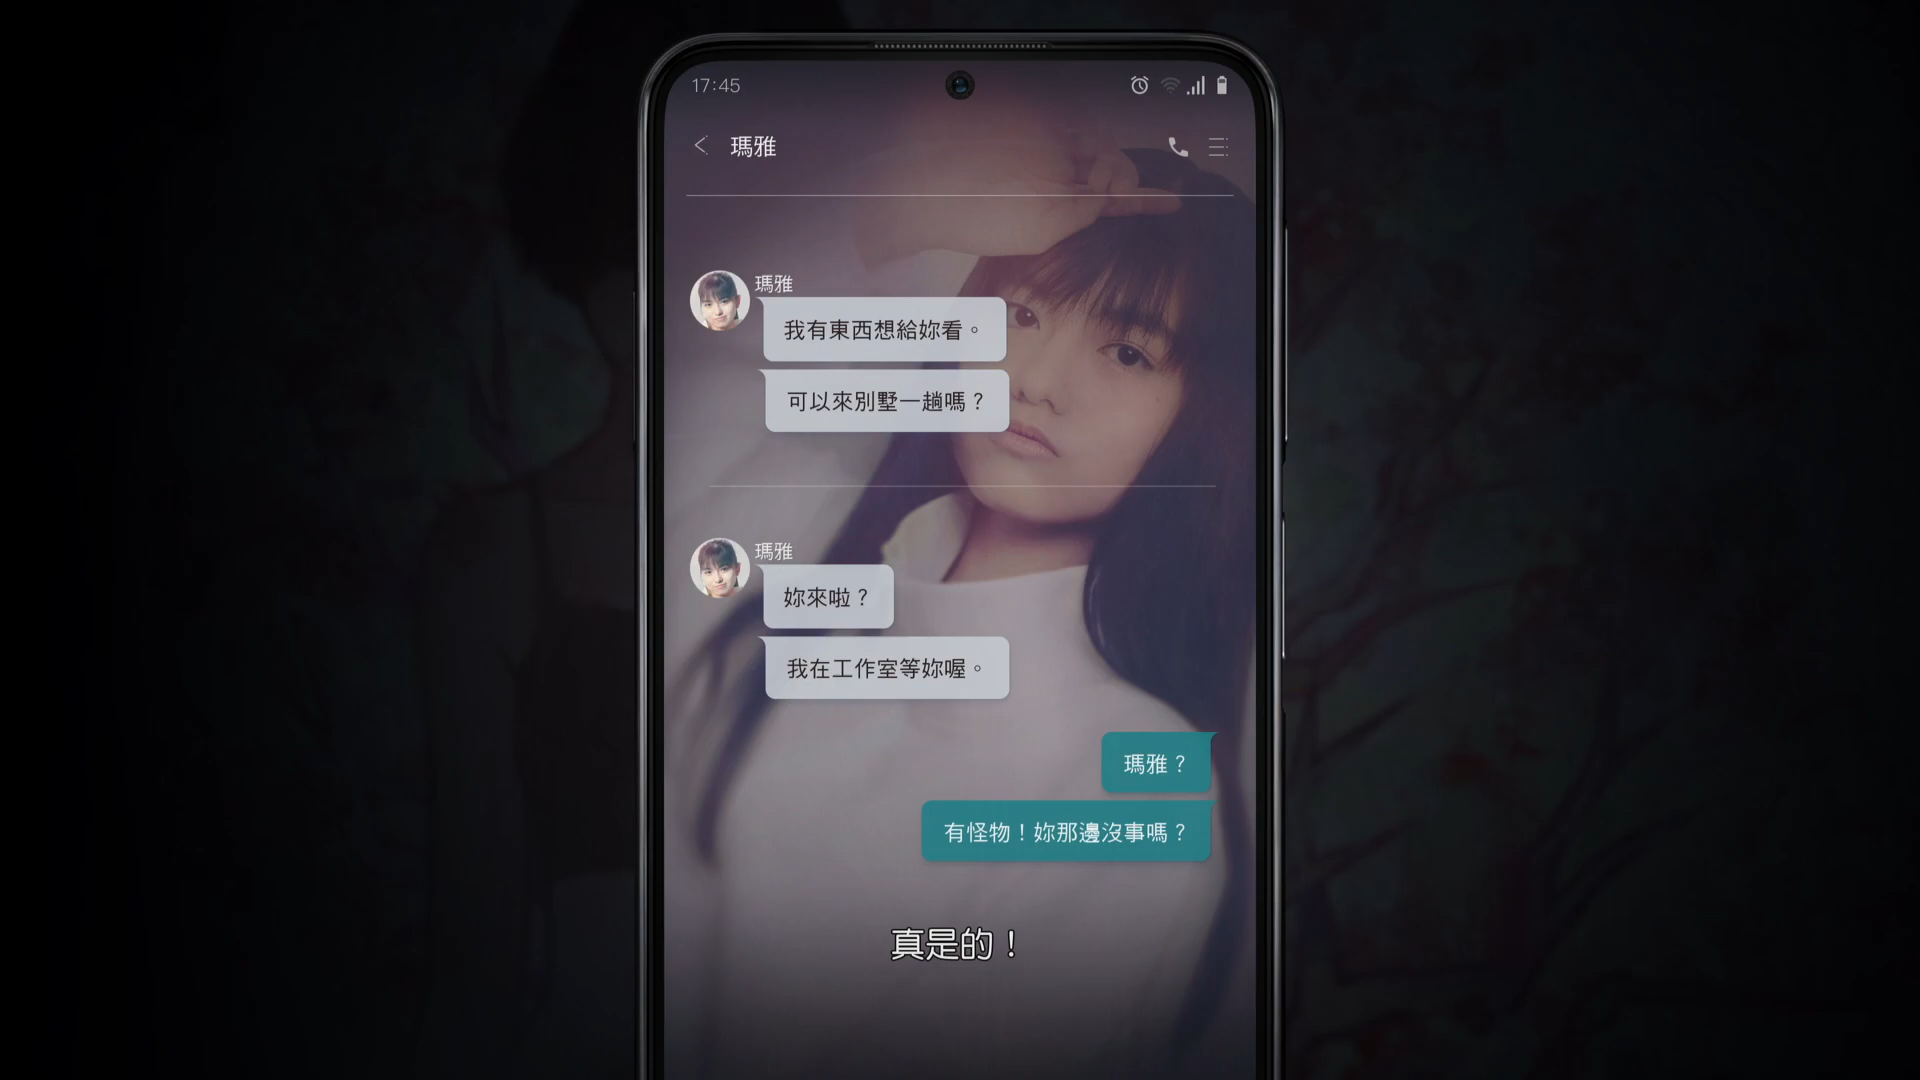 17:45
瑪雅
瑪雅
我有東西想給妳看。
可以來別墅一趟嗎？
瑪雅
妳來啦？
我在工作室等妳喔。
瑪雅？
有怪物！妳那邊沒事嗎？
真是的！